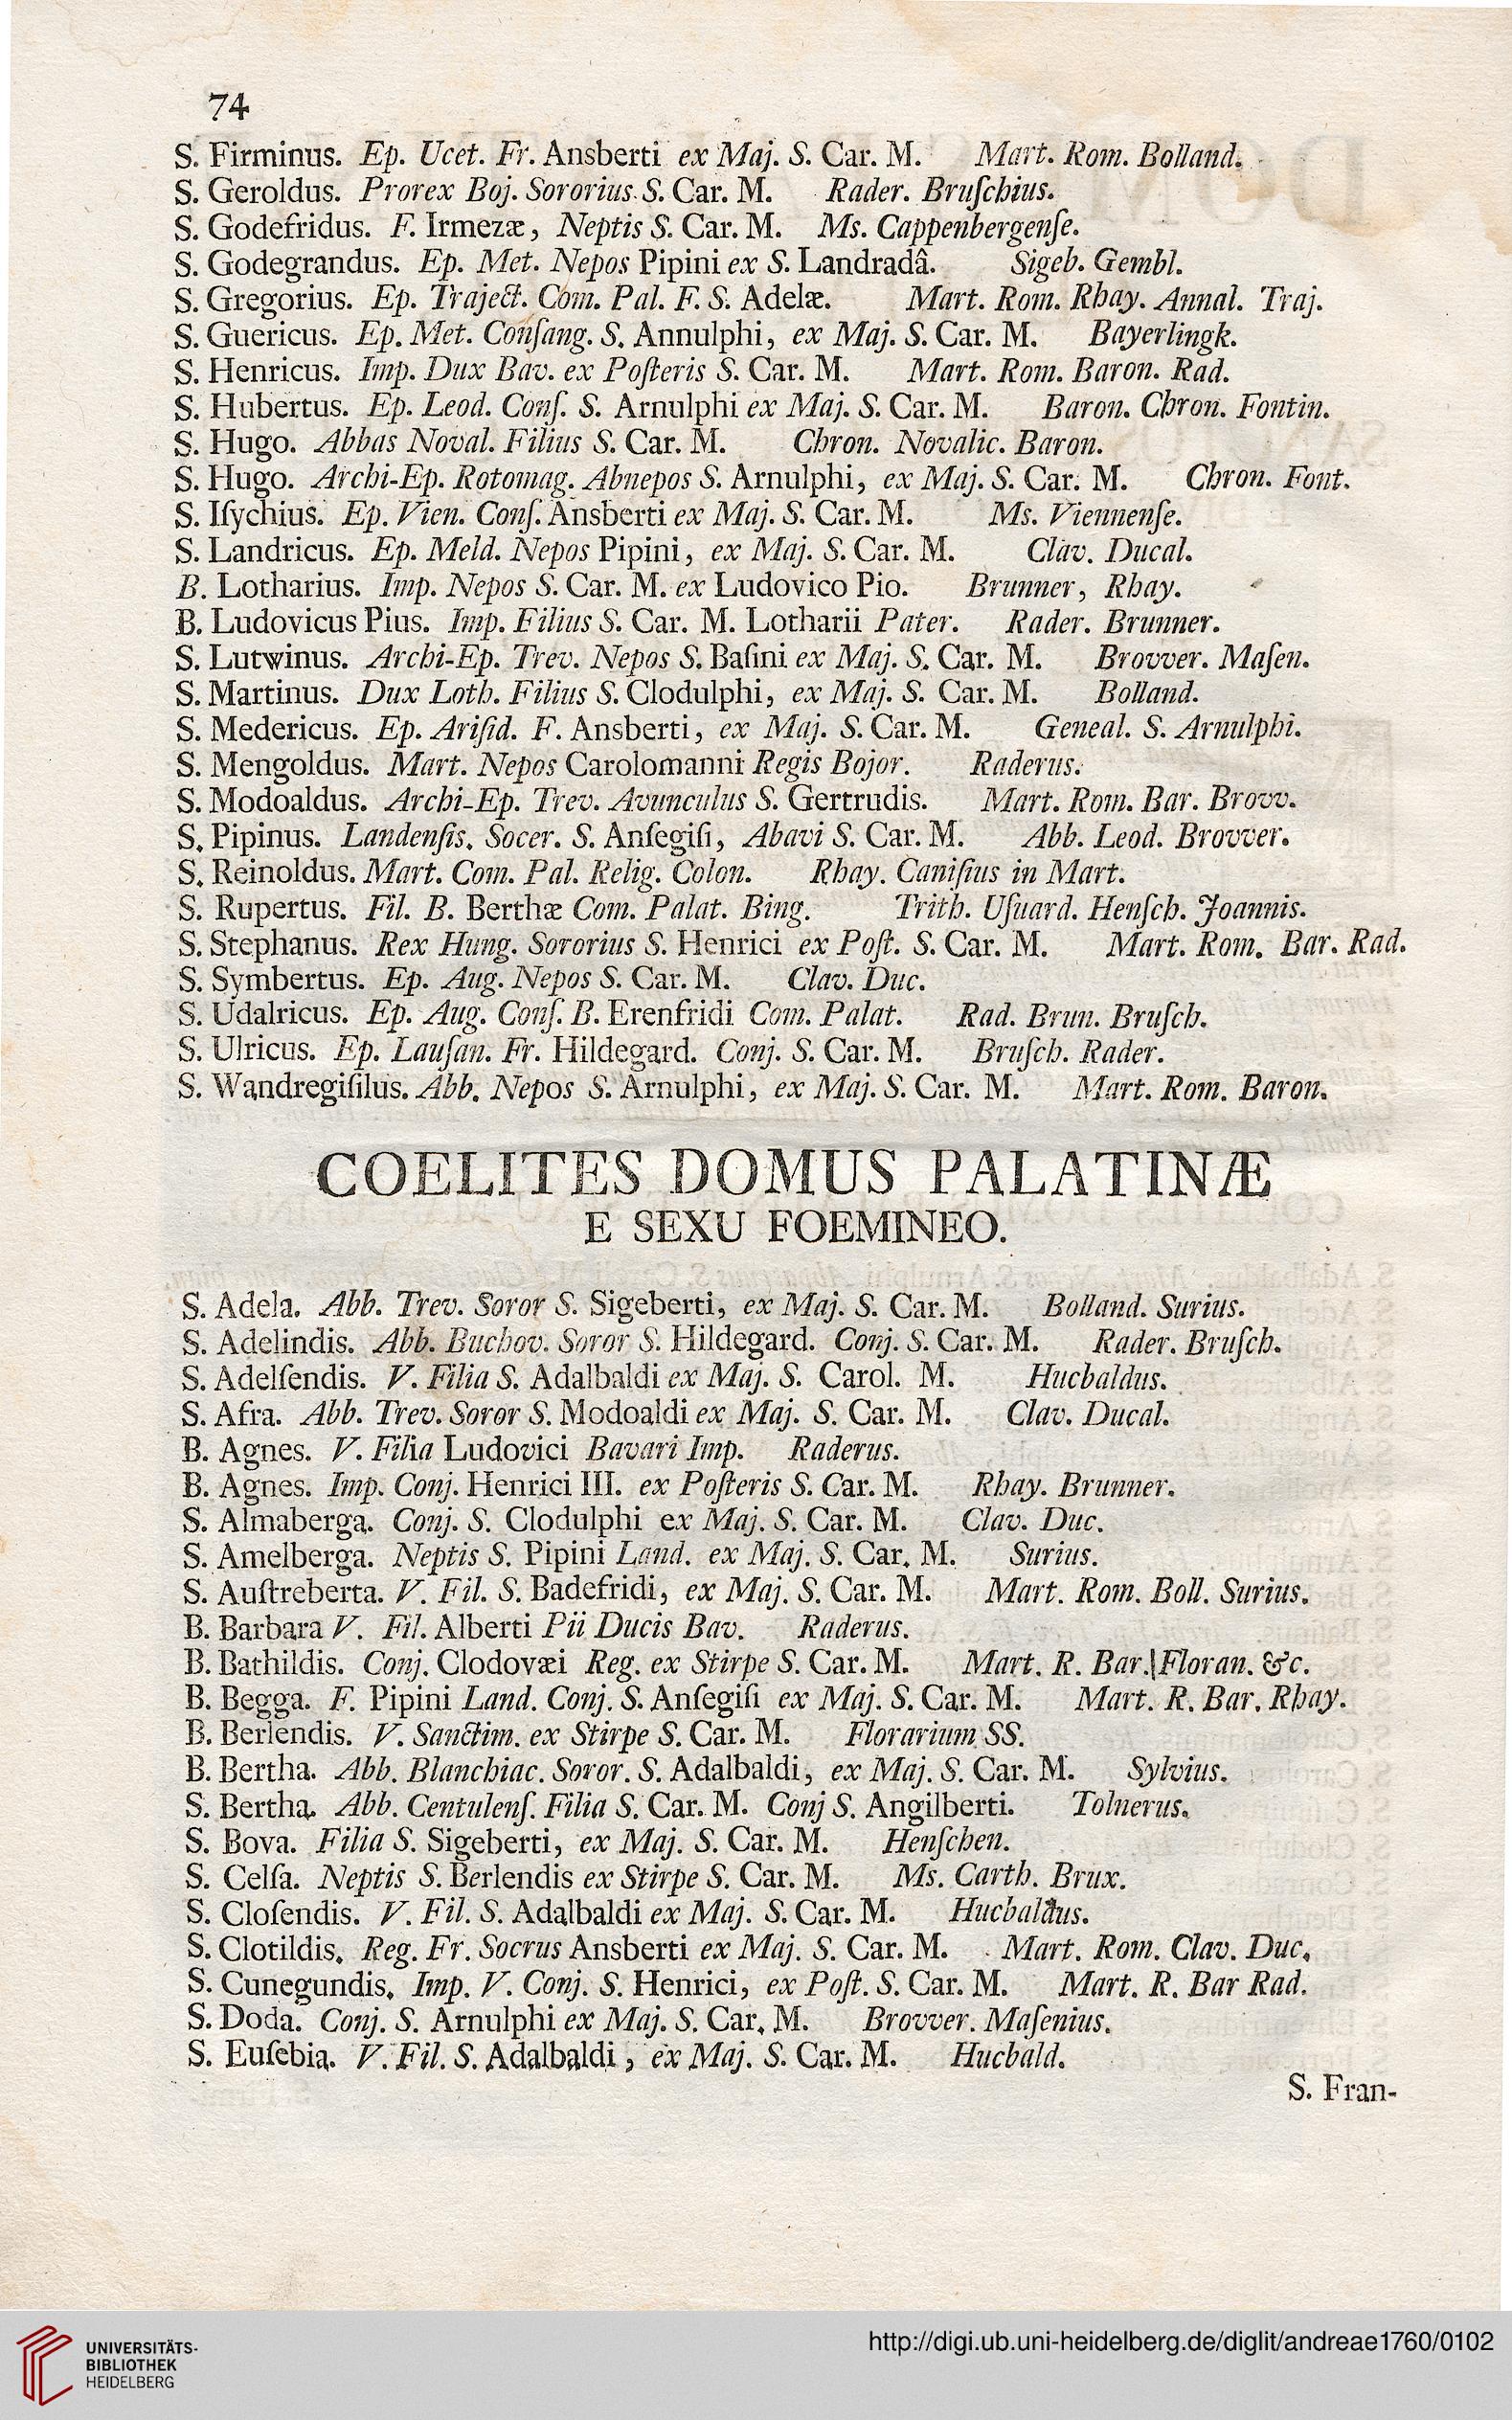 74
S. Firminus. Ep. Ucet. Fr. Ansberti ex Maj. S. Car. M. Mart. Rom. Bolland.
S. Geroldus. Prorex Boj. Sororius S. Car. M. Rader. Bruſchius.
S. Godefridus. F. Irmezæ, Neptis S. Car. M. Ms. Cappenbergenſe.
S. Godegrandus. Ep. Met. Nepos Pipini ex S. Landradâ. Sigeb. Gembl.
S. Gregorius. Ep. Traject. Com. Pal. F. S. Adelæ. Mart. Rom. Rhay. Annal. Traj.
S. Guericus. Ep. Met. Conſang. S. Annulphi, ex Maj. S. Car. M. Bayerlingk.
S. Henricus. Imp. Dux Bav. ex Poſteris S. Car. M. Mart. Rom. Baron. Rad.
S. Hubertus. Ep. Leod. Conſ. S. Arnulphi ex Maj. S. Car. M. Baron. Chron. Fontin.
S. Hugo. Abbas Noval. Filius S. Car. M. Chron. Novalic. Baron.
S. Hugo. Archi-Ep. Rotomag. Abnepos S. Arnulphi, ex Maj. S. Car. M. Chron. Font.
S. Iſychius. Ep. Vien. Conſ. Ansberti ex Maj. S. Car. M. Ms. Viennenſe.
S. Landricus. Ep. Meld. Nepos Pipini, ex Maj. S. Car. M. Clav. Ducal.
B. Lotharius. Imp. Nepos S. Car. M. ex Ludovico Pio. Brunner, Rhay.
B. Ludovicus Pius. Imp. Filius S. Car. M. Lotharii Pater. Rader. Brunner.
S. Lutwinus. Archi-Ep. Trev. Nepos S. Baſini ex Maj. S. Car. M. Brovver. Maſen.
S. Martinus. Dux Loth. Filius S. Clodulphi, ex Maj. S. Car. M. Bolland.
S. Medericus. Ep. Ariſid. F. Ansberti, ex Maj. S. Car. M. Geneal. S. Arnulphi.
S. Mengoldus. Mart. Nepos Carolomanni Regis Bojor. Raderus.
S. Modoaldus. Archi-Ep. Trev. Avunculus S. Gertrudis. Mart. Rom. Bar. Brovv.
S. Pipinus. Landenſis. Socer. S. Anſegiſi, Abavi S. Car. M. Abb. Leod. Brovver.
S. Reinoldus. Mart. Com. Pal. Relig. Colon. Rhay. Caniſius in Mart.
S. Rupertus. Fil. B. Berthæ Com. Palat. Bing. Trith. Uſuard. Henſch. Joannis.
S. Stephanus. Rex Hung. Sororius S. Henrici ex Poſt. S. Car. M. Mart. Rom. Bar. Rad.
S. Symbertus. Ep. Aug. Nepos S. Car. M. Clav. Duc.
S. Udalricus. Ep. Aug. Conſ. B. Erenfridi Com. Palat. Rad. Brun. Bruſch.
S. Ulricus. Ep. Lauſan. Fr. Hildegard. Conj. S. Car. M. Bruſch. Rader.
S. Wandregiſilus. Abb. Nepos S. Arnulphi, ex Maj. S. Car. M. Mart. Rom. Baron.
COELITES DOMUS PALATINÆ
E SEXU FOEMINEO.
S. Adela. Abb. Trev. Soror S. Sigeberti, ex Maj. S. Car. M. Bolland. Surius.
S. Adelindis. Abb. Buchov. Soror S. Hildegard. Conj. S. Car. M. Rader. Bruſch.
S. Adelſendis. V. Filia S. Adalbaldi ex Maj. S. Carol. M. Hucbaldus.
S. Afra. Abb. Trev. Soror S. Modoaldi ex Maj. S. Car. M. Clav. Ducal.
B. Agnes. V. Filia Ludovici Bavari Imp. Raderus.
B. Agnes. Imp. Conj. Henrici III. ex Poſteris S. Car. M. Rhay. Brunner.
S. Almaberga. Conj. S. Clodulphi ex Maj. S. Car. M. Clav. Duc.
S. Amelberga. Neptis S. Pipini Land. ex Maj. S. Car. M. Surius.
S. Auſtreberta. V. Fil. S. Badefridi, ex Maj. S. Car. M. Mart. Rom. Boll. Surius.
B. Barbara V. Fil. Alberti Pii Ducis Bav. Raderus.
B. Bathildis. Conj. Clodovæi Reg. ex Stirpe S. Car. M. Mart. R. Bar. Floran. &c.
B. Begga. F. Pipini Land. Conj. S. Anſegiſi ex Maj. S. Car. M. Mart. R. Bar. Rhay.
B. Berlendis. V. Sanctim. ex Stirpe S. Car. M. Florarium SS.
B. Bertha. Abb. Blanchiac. Soror. S. Adalbaldi, ex Maj. S. Car. M. Sylvius.
S. Bertha. Abb. Centulenſ. Filia S. Car. M. Conj S. Angilberti. Tolnerus.
S. Bova. Filia S. Sigeberti, ex Maj. S. Car. M. Henſchen.
S. Celſa. Neptis S. Berlendis ex Stirpe S. Car. M. Ms. Carth. Brux.
S. Cloſendis. V. Fil. S. Adalbaldi ex Maj. S. Car. M. Hucbaldus.
S. Clotildis. Reg. Fr. Socrus Ansberti ex Maj. S. Car. M. Mart. Rom. Clav. Duc.
S. Cunegundis. Imp. V. Conj. S. Henrici, ex Poſt. S. Car. M. Mart. R. Bar Rad.
S. Doda. Conj. S. Arnulphi ex Maj. S. Car. M. Brovver. Maſenius.
S. Euſebia. V. Fil. S. Adalbaldi, ex Maj. S. Car. M. Hucbald.
S. Fran-
UNIVERSITÄTS-
BIBLIOTHEK
HEIDELBERG
http://digi.ub.uni-heidelberg.de/diglit/andreae1760/0102